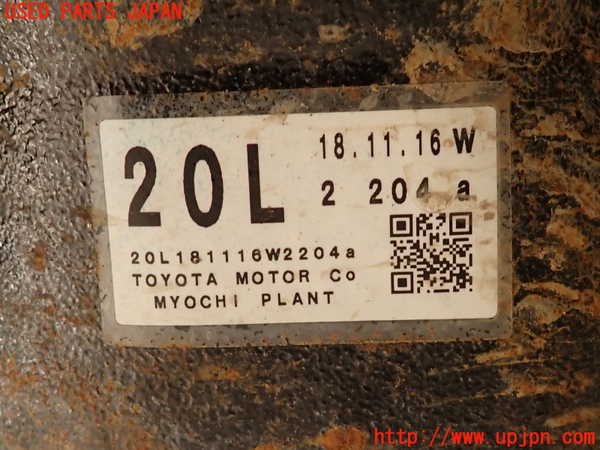 USED PARTS JAPAN
20L
18.11.16 W
2 204 a
20L181116W2204a
TOYOTA MOTOR Co
MYOCHI PLANT
http://www.upjpn.com/